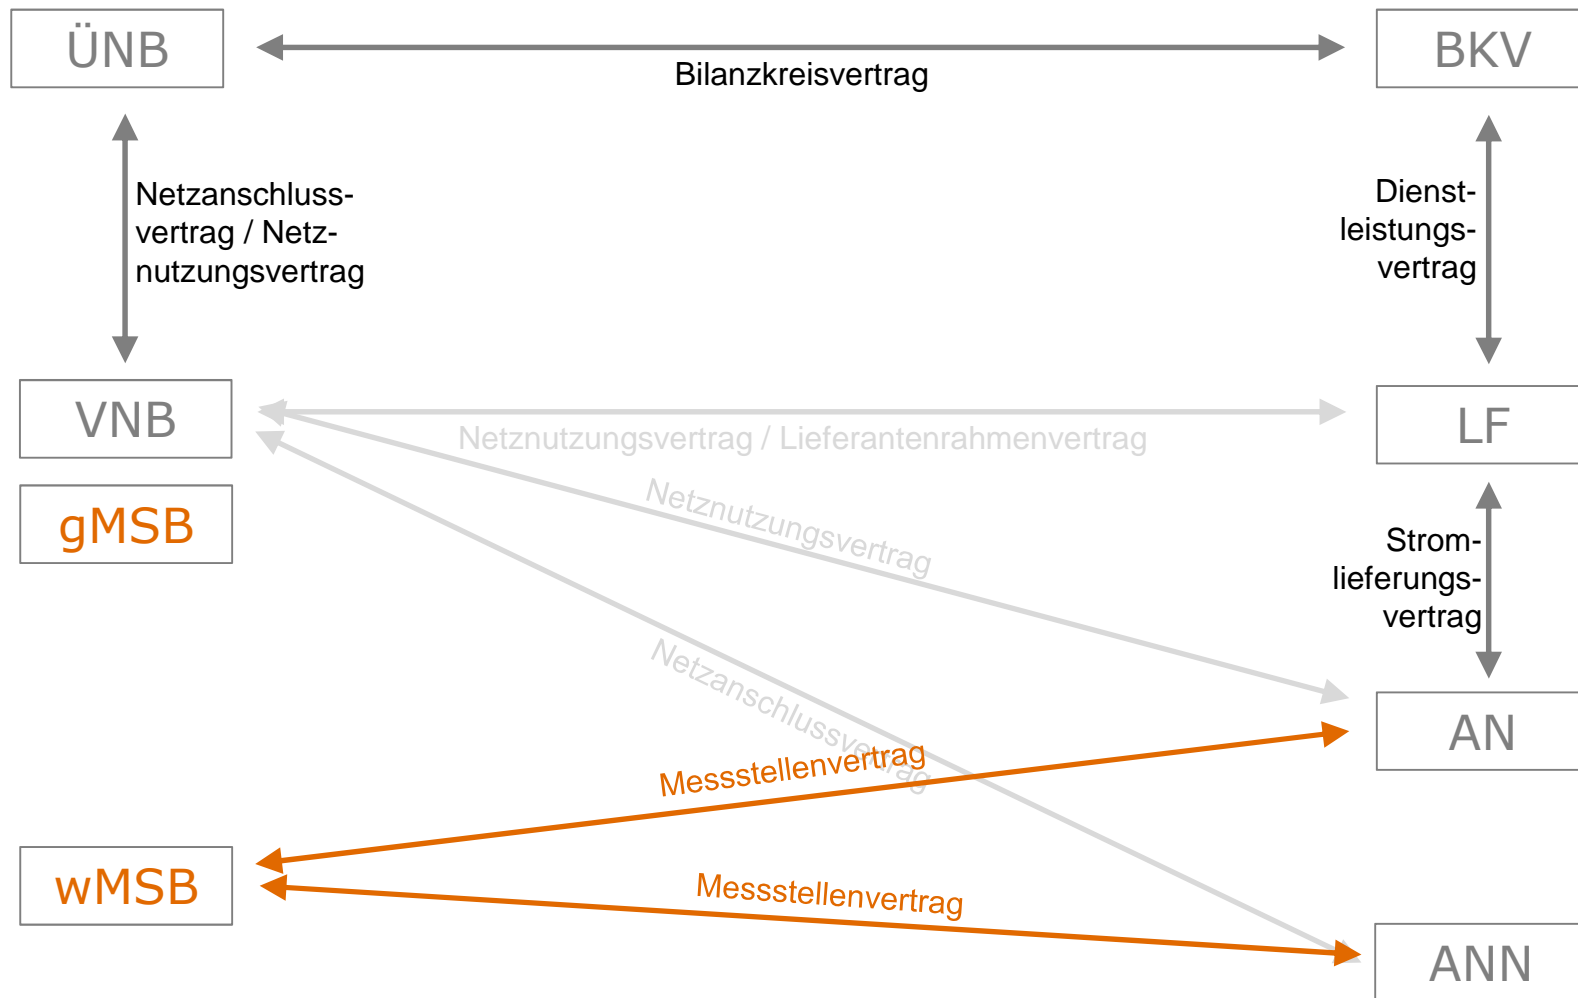 ÜNB
BKV
Bilanzkreisvertrag
Netzanschluss-
vertrag / Netz-
nutzungsvertrag
Dienst-
leistungs-
vertrag
VNB
LF
Netznutzungsvertrag / Lieferantenrahmenvertrag
Netznutzungsvertrag
gMSB
Strom-
lieferungs-
vertrag
Netzanschlussvertrag
AN
Messstellenvertrag
wMSB
Messstellenvertrag
ANN